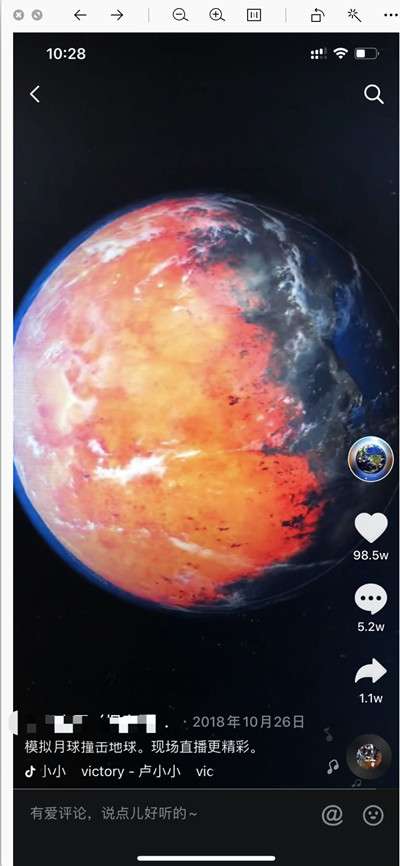 10:28
98.5w
5.2w
1.1w
· 2018年10月26日
模拟月球撞击地球。现场直播更精彩。
小小 victory - 卢小小 vic
有爱评论，说点儿好听的~